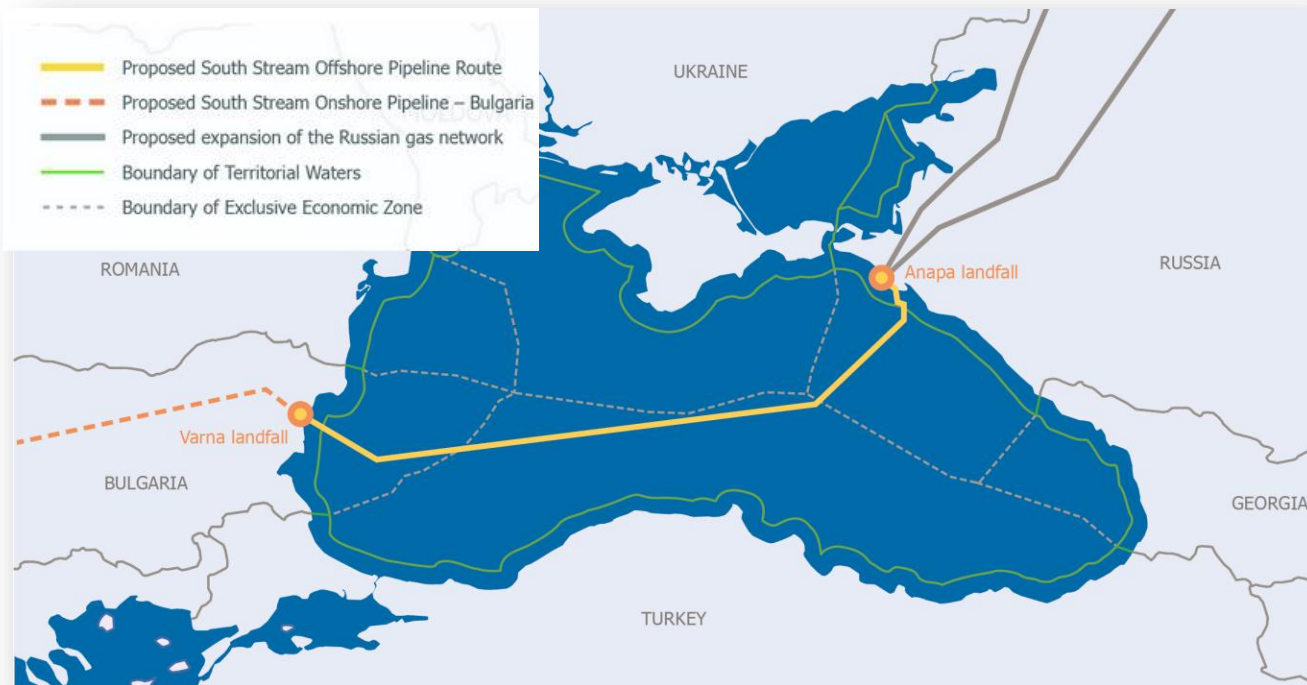 Proposed South Stream Offshore Pipeline Route
Proposed South Stream Onshore Pipeline – Bulgaria
Proposed expansion of the Russian gas network
Boundary of Territorial Waters
Boundary of Exclusive Economic Zone
MOLDOVA
UKRAINE
ROMANIA
Anapa landfall
RUSSIA
Varna landfall
BULGARIA
GEORGIA
TURKEY